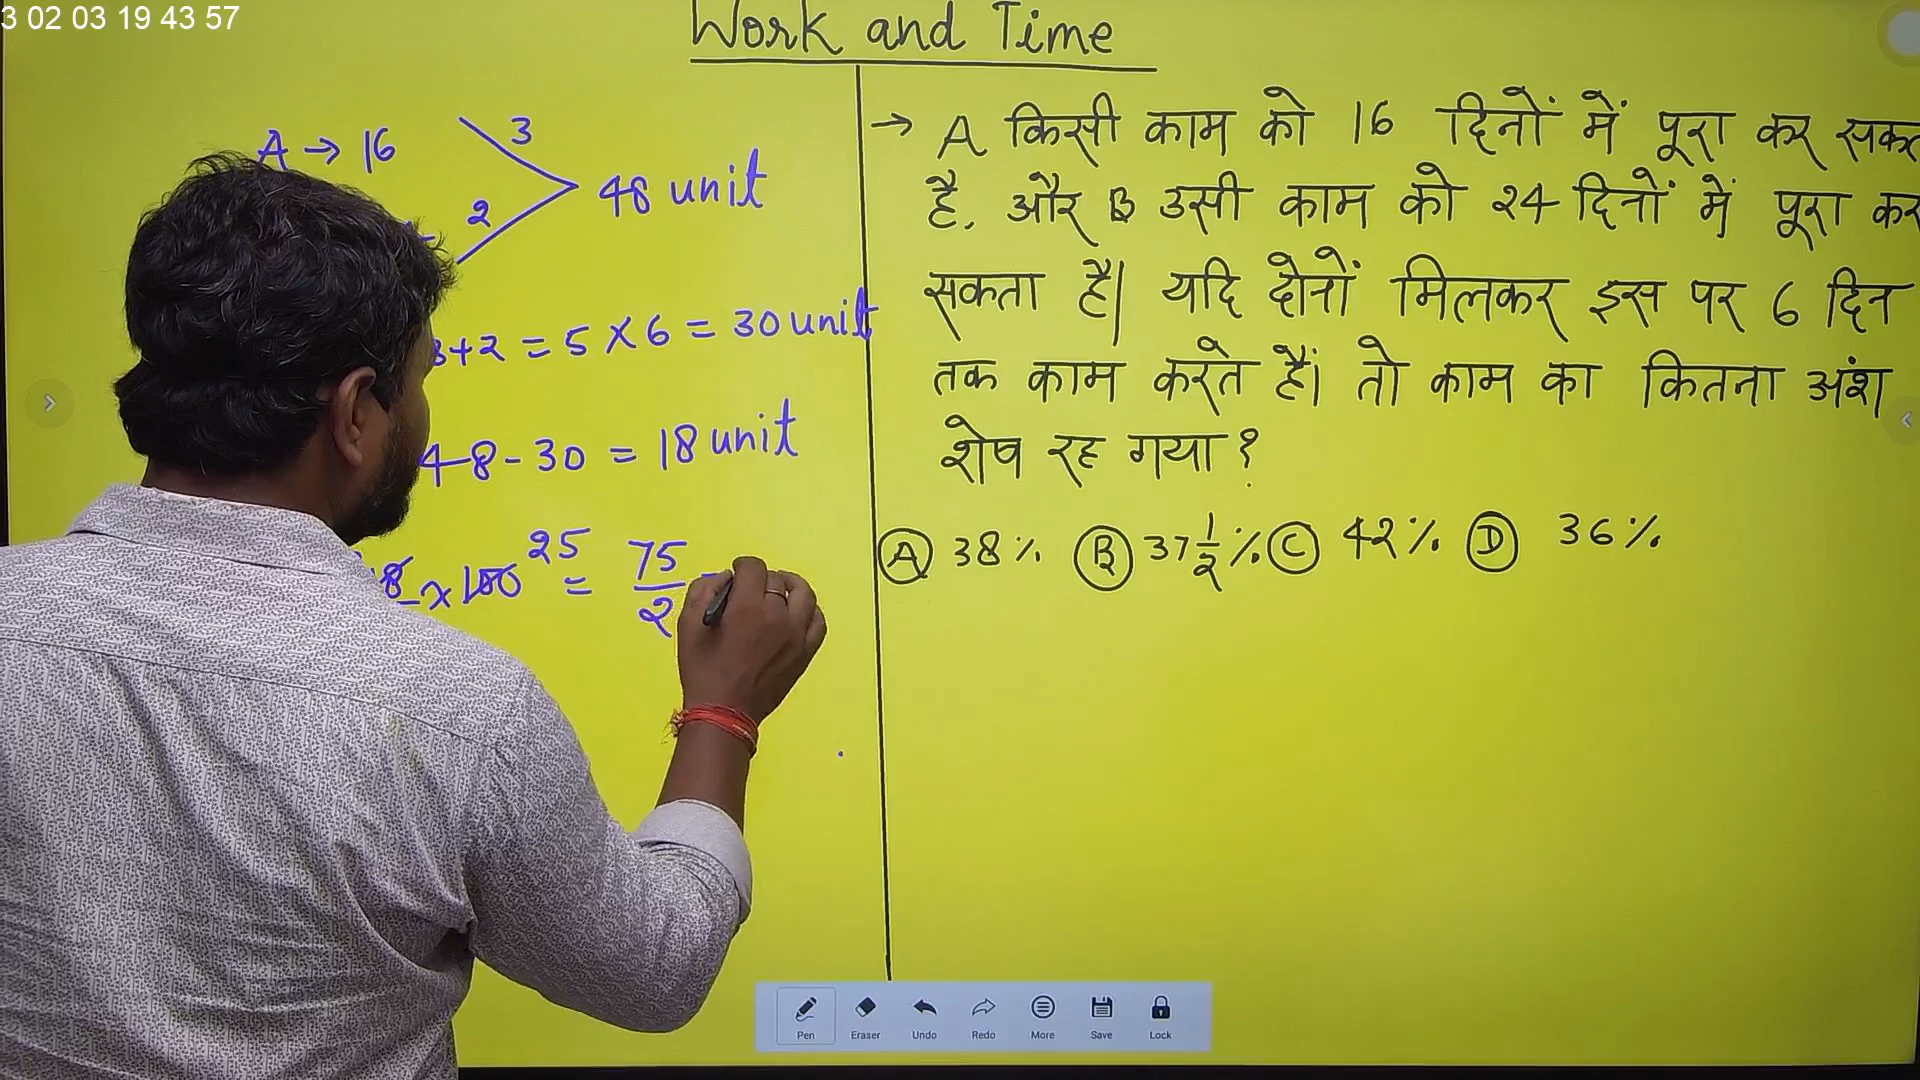 3 02 03 19 43 57
Work and Time
A → 16
3
2
48 unit
3+2 = 5 × 6 = 30 unit
48-30 = 18 unit
18 × 100 25 = 75/2
→ A किसी काम को 16 दिनों में पूरा कर सकत
है. और B उसी काम को 24 दिनों में पूरा कर
सकता है| यदि दोनों मिलकर इस पर 6 दिन
तक काम करते हैं| तो काम का कितना अंश
शेष रह गया ?
Ⓐ 38 % Ⓑ 37 1/2 % Ⓒ 42 % Ⓓ 36 %
Pen Eraser Undo Redo More Save Lock